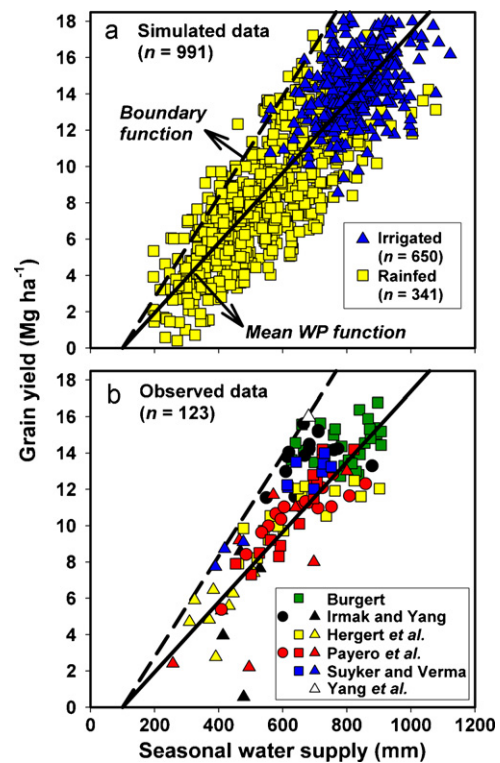 18
16
14
12
10
8
6
4
2
0
a Simulated data
(n = 991)
Boundary
function
Irrigated
(n = 650)
Rainfed
(n = 341)
Mean WP function
Grain yield (Mg ha⁻¹)
18
16
14
12
10
8
6
4
2
0
b Observed data
(n = 123)
Burgert
Irmak and Yang
Hergert et al.
Payero et al.
Suyker and Verma
Yang et al.
0 200 400 600 800 1000 1200
Seasonal water supply (mm)